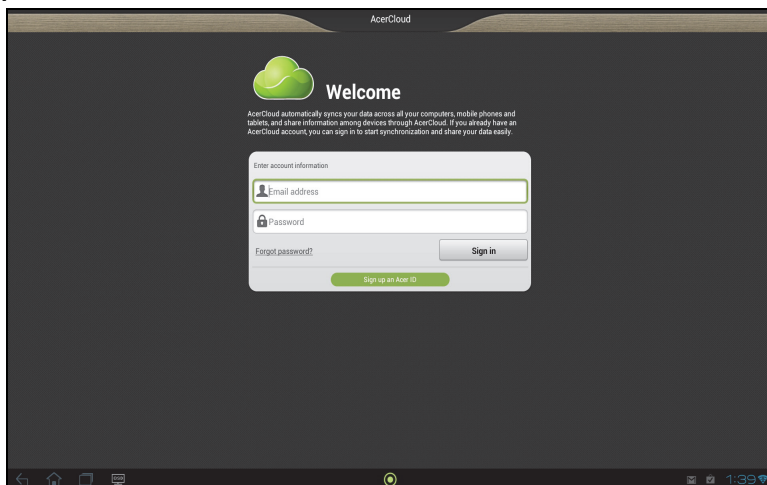 AcerCloud
Welcome
AcerCloud automatically syncs your data across all your computers, mobile phones and
tablets, and share information among devices through AcerCloud. If you already have an
AcerCloud account, you can sign in to start synchronization and share your data easily.
Enter account information
Email address
Password
Forgot password?
Sign in
Sign up an Acer ID
1:39